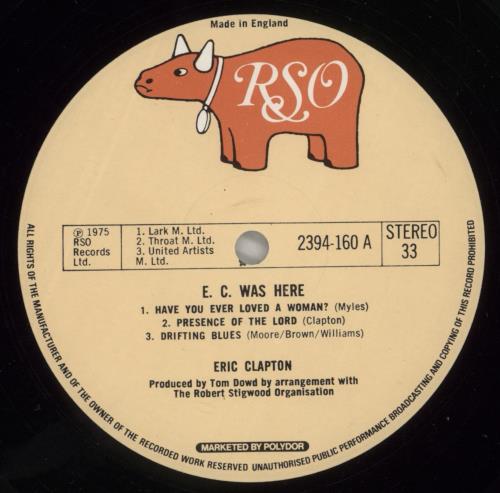 Made in England
RSO
℗ 1975
RSO
Records
Ltd.
1. Lark M. Ltd.
2. Throat M. Ltd.
3. United Artists
M. Ltd.
2394-160 A
STEREO
33
E. C. WAS HERE
1. HAVE YOU EVER LOVED A WOMAN? (Myles)
2. PRESENCE OF THE LORD (Clapton)
3. DRIFTING BLUES (Moore/Brown/Williams)
ERIC CLAPTON
Produced by Tom Dowd by arrangement with
The Robert Stigwood Organisation
MARKETED BY POLYDOR
ALL RIGHTS OF THE MANUFACTURER AND OF THE OWNER OF THE RECORDED WORK RESERVED UNAUTHORISED PUBLIC PERFORMANCE BROADCASTING AND COPYING OF THIS RECORD PROHIBITED